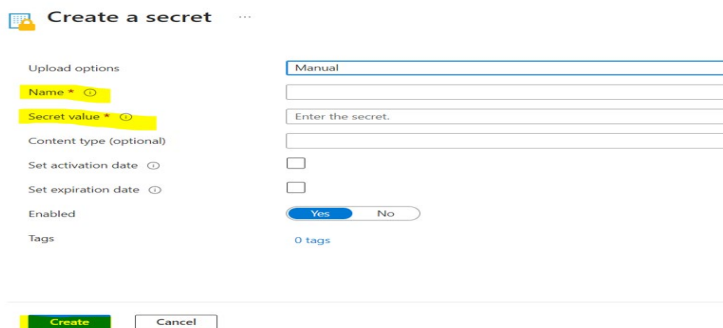 Create a secret ...
Upload options Manual
Name *
Secret value * Enter the secret.
Content type (optional)
Set activation date
Set expiration date
Enabled Yes No
Tags 0 tags
Create Cancel